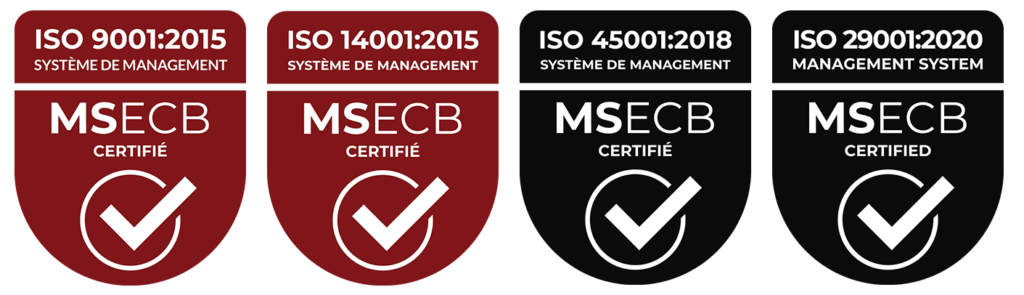 ISO 9001:2015
SYSTÈME DE MANAGEMENT
MSECB
CERTIFIÉ
ISO 14001:2015
SYSTÈME DE MANAGEMENT
MSECB
CERTIFIÉ
ISO 45001:2018
SYSTÈME DE MANAGEMENT
MSECB
CERTIFIÉ
ISO 29001:2020
MANAGEMENT SYSTEM
MSECB
CERTIFIED